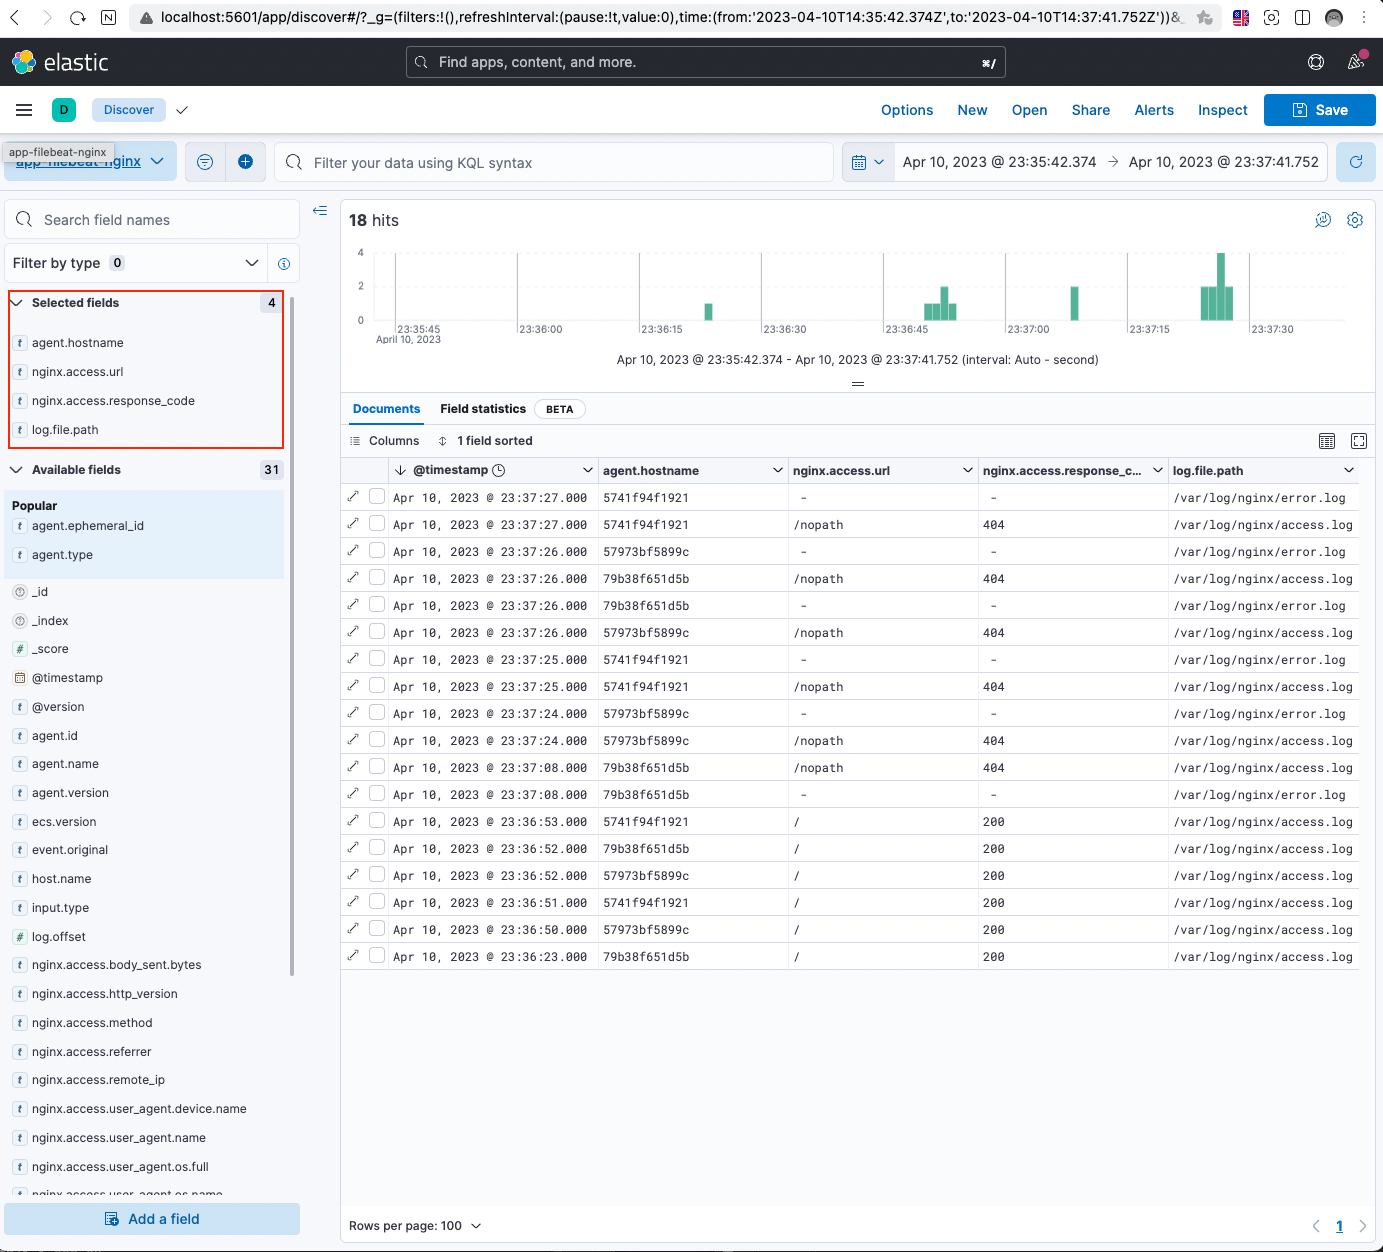 localhost:5601/app/discover#/?_g=(filters:!(),refreshInterval:(pause:!t,value:0),time:(from:'2023-04-10T14:35:42.374Z',to:'2023-04-10T14:37:41.752Z'))&
elastic
Find apps, content, and more.
⌘/
D
Discover
Options
New
Open
Share
Alerts
Inspect
Save
app-filebeat-nginx
app-filebeat-nginx
Filter your data using KQL syntax
Apr 10, 2023 @ 23:35:42.374 → Apr 10, 2023 @ 23:37:41.752
Search field names
Filter by type 0
Selected fields 4
t agent.hostname
t nginx.access.url
t nginx.access.response_code
t log.file.path
Available fields 31
Popular
t agent.ephemeral_id
t agent.type
_id
_index
# _score
@timestamp
t @version
t agent.id
t agent.name
t agent.version
t ecs.version
t event.original
t host.name
t input.type
# log.offset
t nginx.access.body_sent.bytes
t nginx.access.http_version
t nginx.access.method
t nginx.access.referrer
t nginx.access.remote_ip
t nginx.access.user_agent.device.name
t nginx.access.user_agent.name
t nginx.access.user_agent.os.full
t nginx.access.user_agent.os.name
Add a field
18 hits
4
2
0
23:35:45 23:36:00 23:36:15 23:36:30 23:36:45 23:37:00 23:37:15 23:37:30
April 10, 2023
Apr 10, 2023 @ 23:35:42.374 - Apr 10, 2023 @ 23:37:41.752 (interval: Auto - second)
Documents
Field statistics
BETA
Columns
1 field sorted
@timestamp agent.hostname nginx.access.url nginx.access.response_c... log.file.path
Apr 10, 2023 @ 23:37:27.000 5741f94f1921 - - /var/log/nginx/error.log
Apr 10, 2023 @ 23:37:27.000 5741f94f1921 /nopath 404 /var/log/nginx/access.log
Apr 10, 2023 @ 23:37:26.000 57973bf5899c - - /var/log/nginx/error.log
Apr 10, 2023 @ 23:37:26.000 79b38f651d5b /nopath 404 /var/log/nginx/access.log
Apr 10, 2023 @ 23:37:26.000 79b38f651d5b - - /var/log/nginx/error.log
Apr 10, 2023 @ 23:37:26.000 57973bf5899c /nopath 404 /var/log/nginx/access.log
Apr 10, 2023 @ 23:37:25.000 5741f94f1921 - - /var/log/nginx/error.log
Apr 10, 2023 @ 23:37:25.000 5741f94f1921 /nopath 404 /var/log/nginx/access.log
Apr 10, 2023 @ 23:37:24.000 57973bf5899c - - /var/log/nginx/error.log
Apr 10, 2023 @ 23:37:24.000 57973bf5899c /nopath 404 /var/log/nginx/access.log
Apr 10, 2023 @ 23:37:08.000 79b38f651d5b /nopath 404 /var/log/nginx/access.log
Apr 10, 2023 @ 23:37:08.000 79b38f651d5b - - /var/log/nginx/error.log
Apr 10, 2023 @ 23:36:53.000 5741f94f1921 / 200 /var/log/nginx/access.log
Apr 10, 2023 @ 23:36:52.000 79b38f651d5b / 200 /var/log/nginx/access.log
Apr 10, 2023 @ 23:36:52.000 57973bf5899c / 200 /var/log/nginx/access.log
Apr 10, 2023 @ 23:36:51.000 5741f94f1921 / 200 /var/log/nginx/access.log
Apr 10, 2023 @ 23:36:50.000 57973bf5899c / 200 /var/log/nginx/access.log
Apr 10, 2023 @ 23:36:23.000 79b38f651d5b / 200 /var/log/nginx/access.log
Rows per page: 100
1